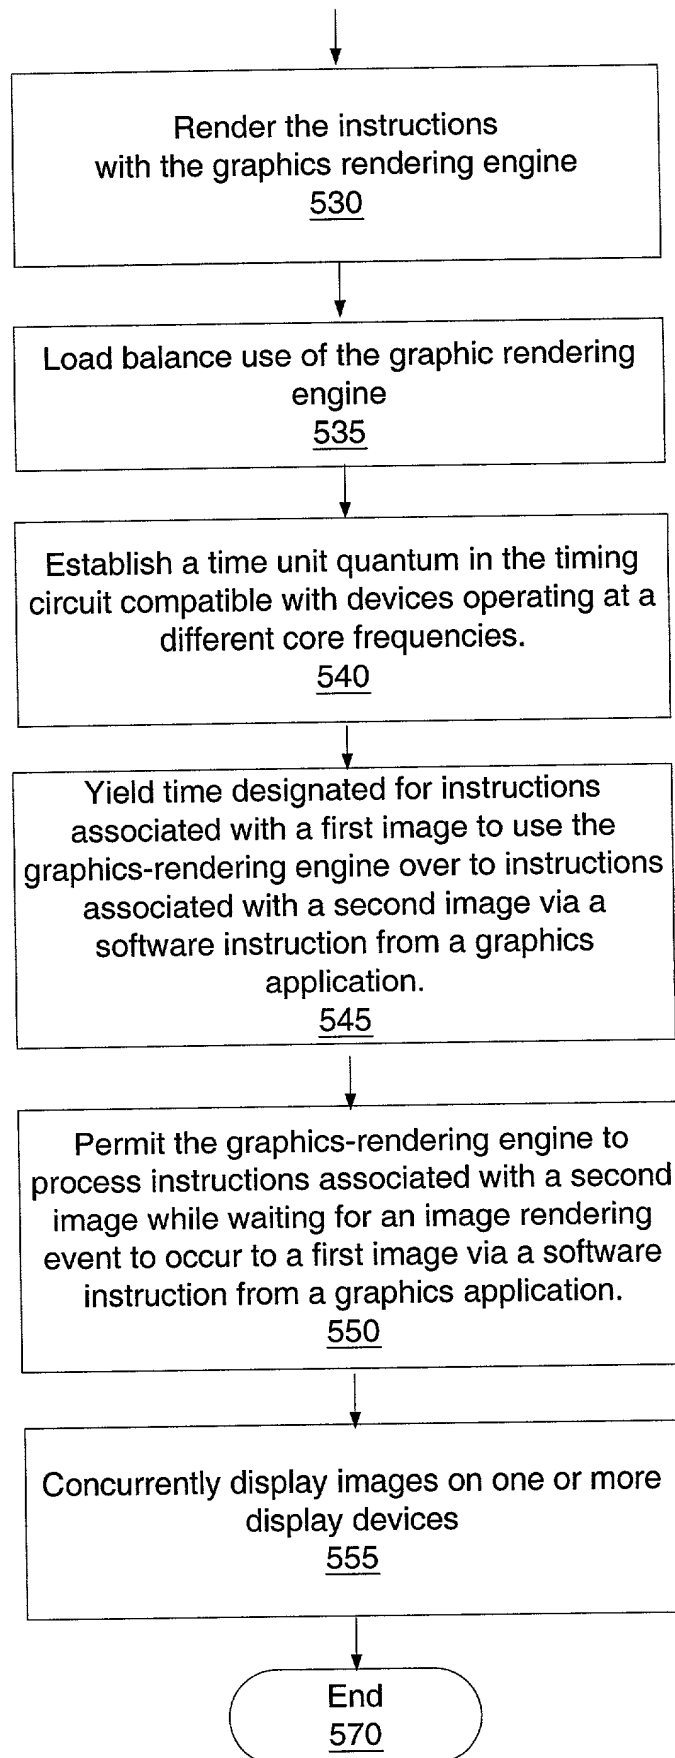 Render the instructions
with the graphics rendering engine
530
Load balance use of the graphic rendering
engine
535
Establish a time unit quantum in the timing
circuit compatible with devices operating at a
different core frequencies.
540
Yield time designated for instructions
associated with a first image to use the
graphics-rendering engine over to instructions
associated with a second image via a
software instruction from a graphics
application.
545
Permit the graphics-rendering engine to
process instructions associated with a second
image while waiting for an image rendering
event to occur to a first image via a software
instruction from a graphics application.
550
Concurrently display images on one or more
display devices
555
End
570